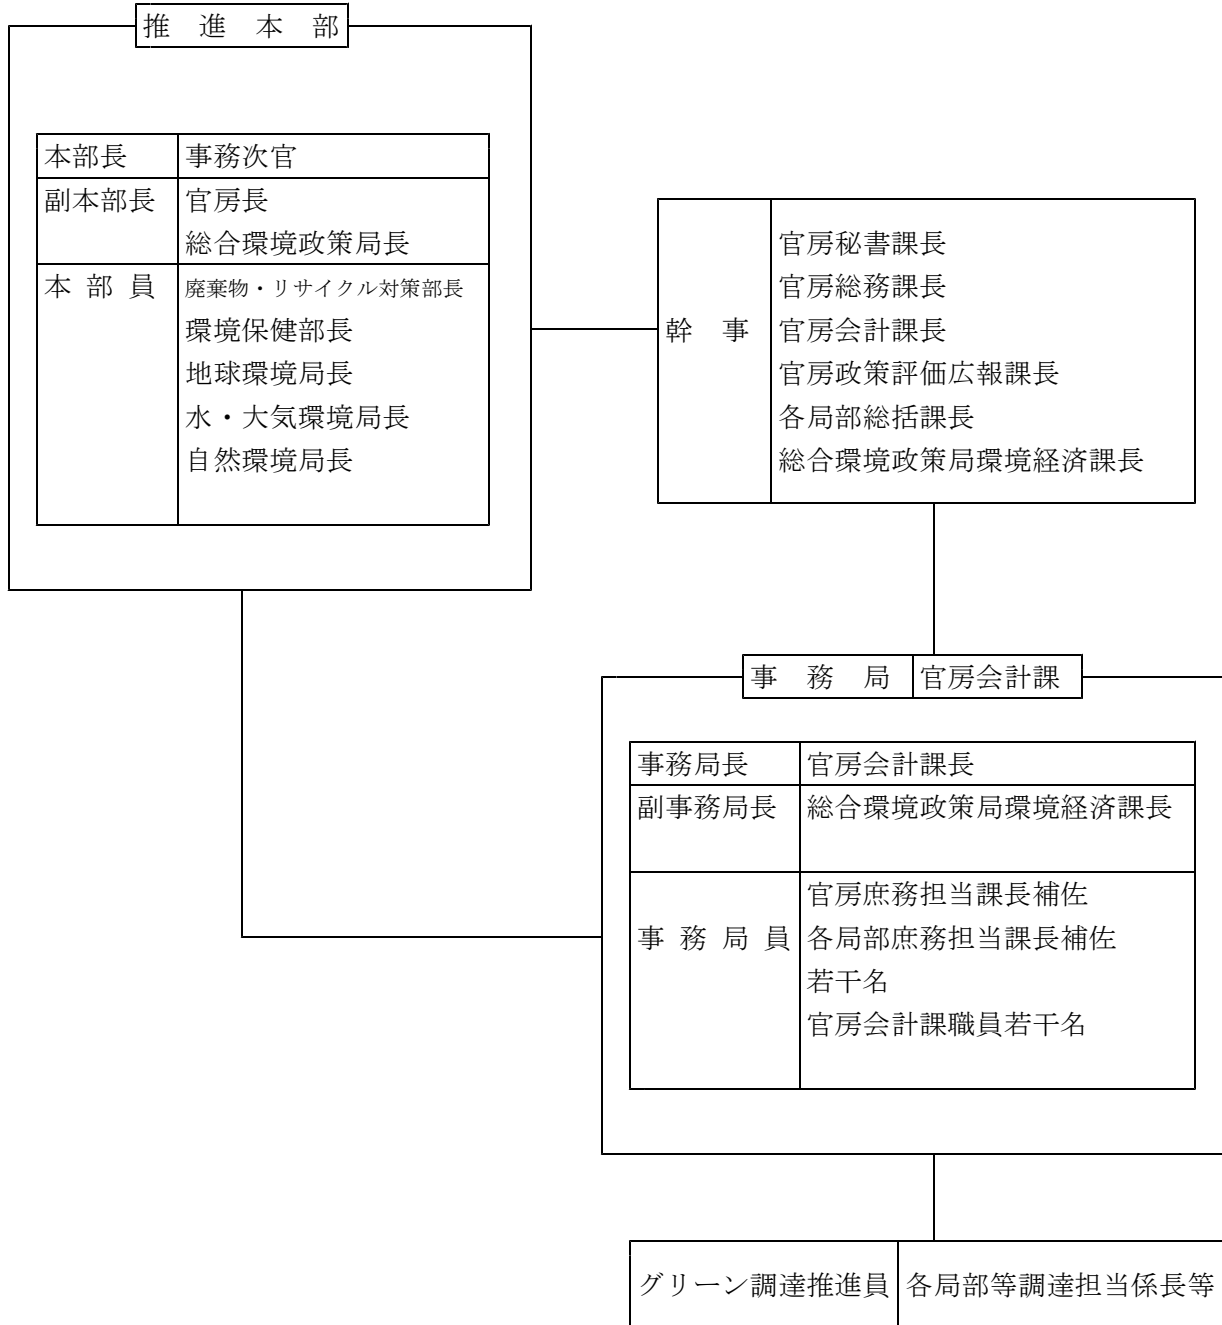 推進本部
本部長 事務次官
副本部長 官房長
総合環境政策局長
本部員 廃棄物・リサイクル対策部長
環境保健部長
地球環境局長
水・大気環境局長
自然環境局長
官房秘書課長
官房総務課長
幹事 官房会計課長
官房政策評価広報課長
各局部総括課長
総合環境政策局環境経済課長
事務局 官房会計課
事務局長 官房会計課長
副事務局長 総合環境政策局環境経済課長
官房庶務担当課長補佐
事務局員 各局部庶務担当課長補佐
若干名
官房会計課職員若干名
グリーン調達推進員 各局部等調達担当係長等